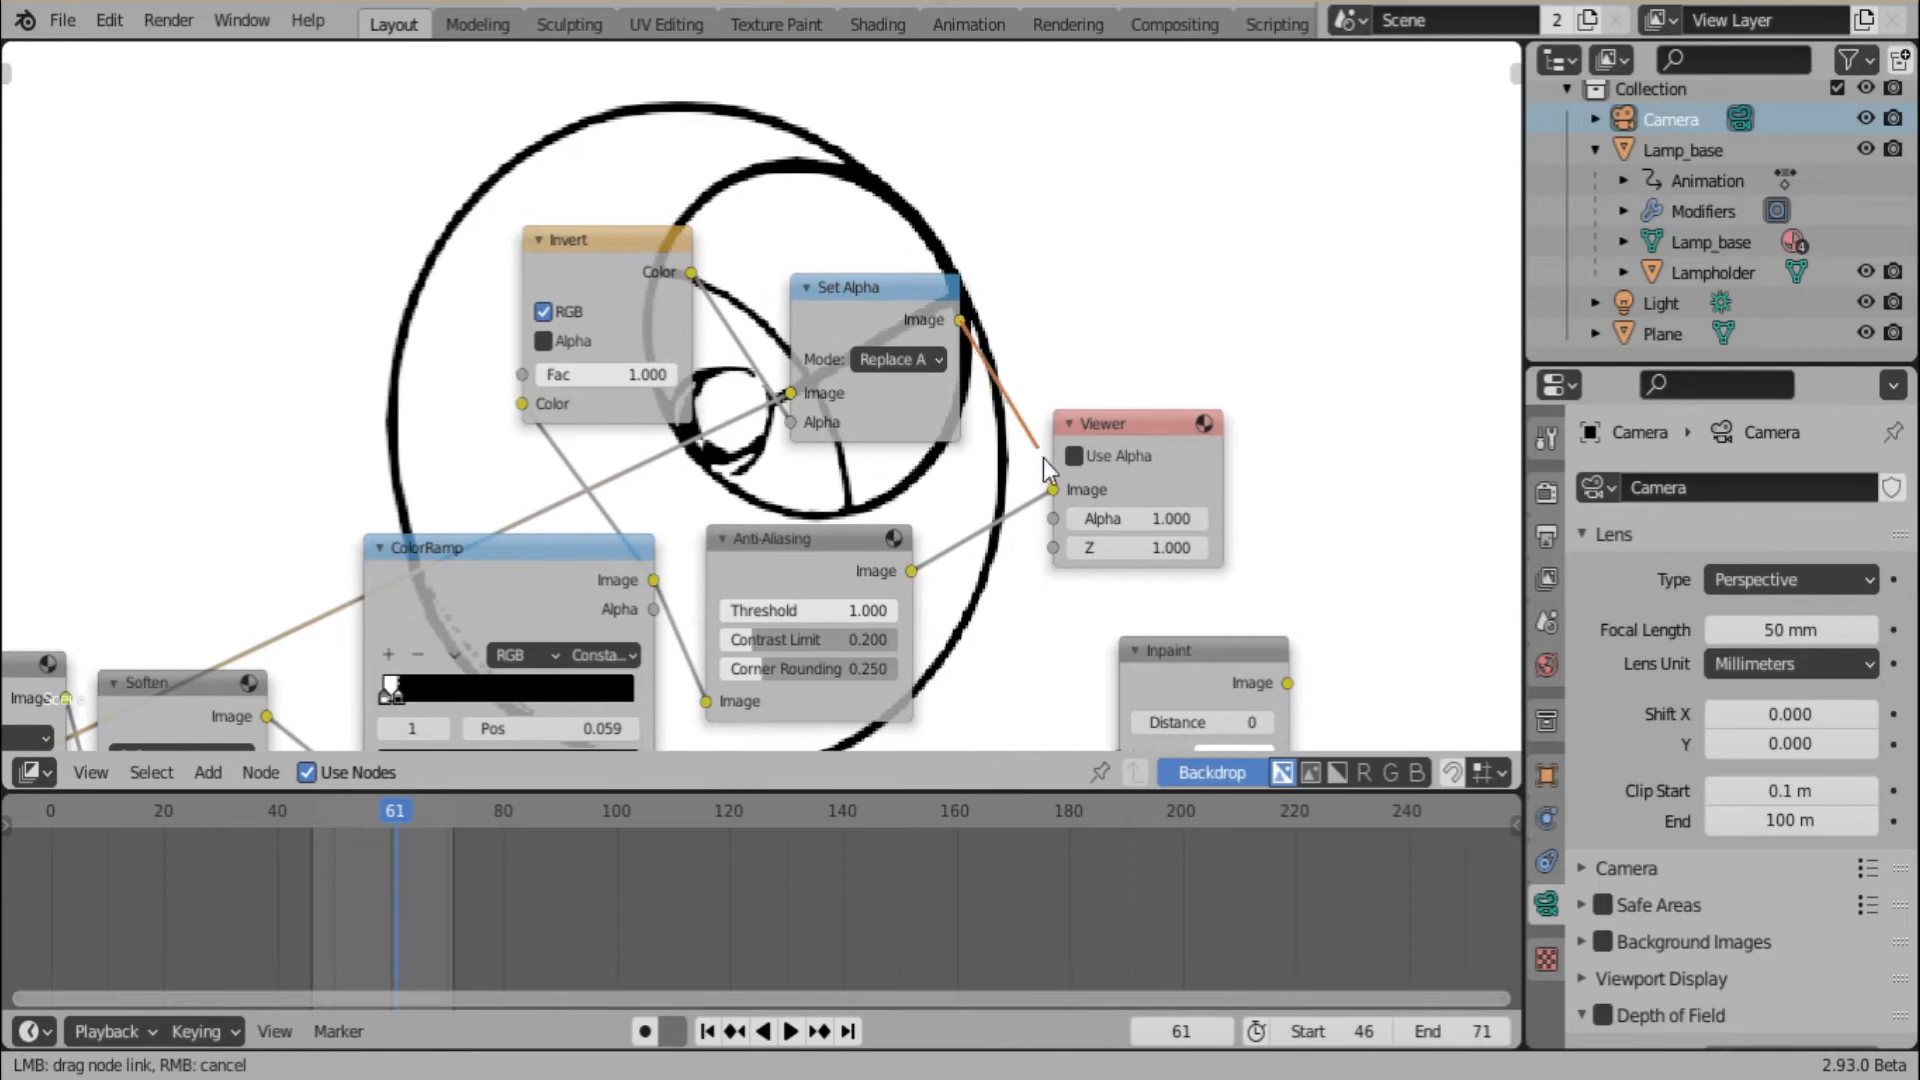 File Edit Render Window Help Layout Modeling Sculpting UV Editing Texture Paint Shading Animation Rendering Compositing Scripting Scene 2 View Layer
Collection
Camera
Lamp_base
Animation
Modifiers
Lamp_base
Lampholder
Light
Plane
Invert
Color
RGB
Alpha
Fac 1.000
Color
Set Alpha
Image
Mode: Replace A
Image
Alpha
Viewer
Use Alpha
Image
Alpha 1.000
Z 1.000
ColorRamp
Image
Alpha
RGB Consta...
1 Pos 0.059
Anti-Aliasing
Image
Threshold 1.000
Contrast Limit 0.200
Corner Rounding 0.250
Image
Inpaint
Image
Distance 0
Image
Soften
Image
View Select Add Node Use Nodes Backdrop R G B
0 20 40 61 80 100 120 140 160 180 200 220 240
Playback Keying View Marker 61 Start 46 End 71
LMB: drag node link, RMB: cancel
Camera Camera
Camera
Lens
Type Perspective
Focal Length 50 mm
Lens Unit Millimeters
Shift X 0.000
Y 0.000
Clip Start 0.1 m
End 100 m
Camera
Safe Areas
Background Images
Viewport Display
Depth of Field
2.93.0 Beta